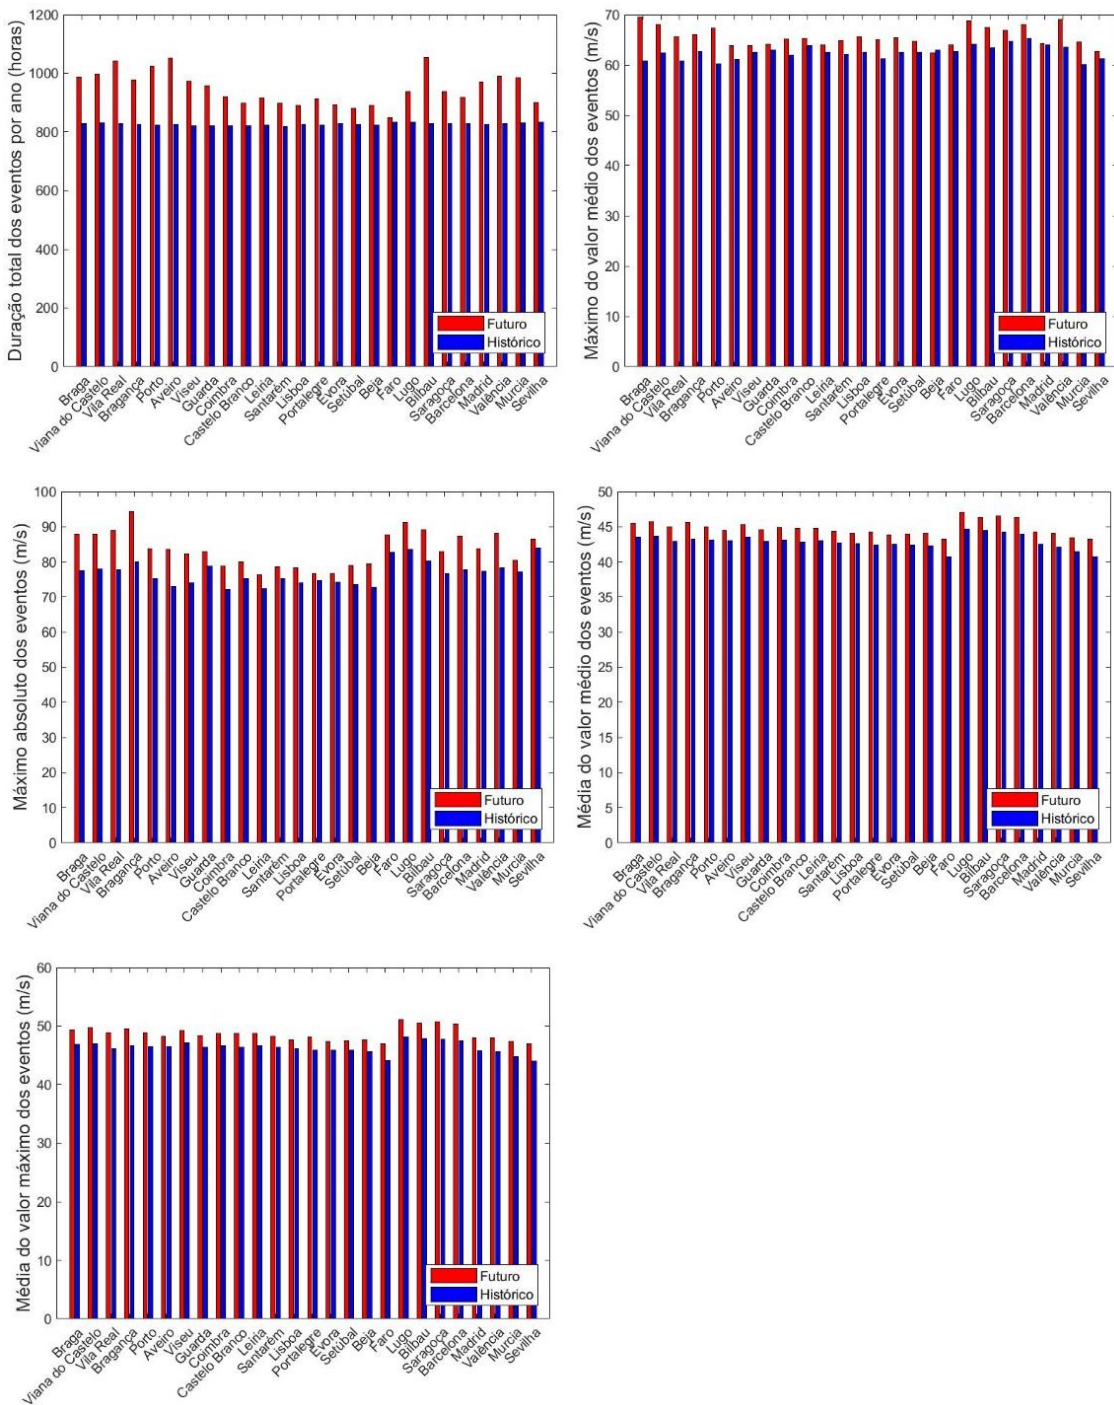 Duração total dos eventos por ano (horas)
1200
1000
800
600
400
200
0
Futuro
Histórico
Braga
Viana do Castelo
Vila Real
Bragança
Porto
Aveiro
Viseu
Guarda
Coimbra
Castelo Branco
Leiria
Santarém
Lisboa
Portalegre
Evora
Setúbal
Beja
Faro
Lugo
Bilbau
Saragoça
Barcelona
Madrid
Valência
Murcia
Sevilha
Máximo do valor médio dos eventos (m/s)
70
60
50
40
30
20
10
0
Futuro
Histórico
Braga
Viana do Castelo
Vila Real
Bragança
Porto
Aveiro
Viseu
Guarda
Coimbra
Castelo Branco
Leiria
Santarém
Lisboa
Portalegre
Evora
Setúbal
Beja
Faro
Lugo
Bilbau
Saragoça
Barcelona
Madrid
Valência
Murcia
Sevilha
Máximo absoluto dos eventos (m/s)
100
90
80
70
60
50
40
30
20
10
0
Futuro
Histórico
Braga
Viana do Castelo
Vila Real
Bragança
Porto
Aveiro
Viseu
Guarda
Coimbra
Castelo Branco
Leiria
Santarém
Lisboa
Portalegre
Evora
Setúbal
Beja
Faro
Lugo
Bilbau
Saragoça
Barcelona
Madrid
Valência
Murcia
Sevilha
Média do valor médio dos eventos (m/s)
50
45
40
35
30
25
20
15
10
5
0
Futuro
Histórico
Braga
Viana do Castelo
Vila Real
Bragança
Porto
Aveiro
Viseu
Guarda
Coimbra
Castelo Branco
Leiria
Santarém
Lisboa
Portalegre
Evora
Setúbal
Beja
Faro
Lugo
Bilbau
Saragoça
Barcelona
Madrid
Valência
Murcia
Sevilha
Média do valor máximo dos eventos (m/s)
60
50
40
30
20
10
0
Futuro
Histórico
Braga
Viana do Castelo
Vila Real
Bragança
Porto
Aveiro
Viseu
Guarda
Coimbra
Castelo Branco
Leiria
Santarém
Lisboa
Portalegre
Evora
Setúbal
Beja
Faro
Lugo
Bilbau
Saragoça
Barcelona
Madrid
Valência
Murcia
Sevilha